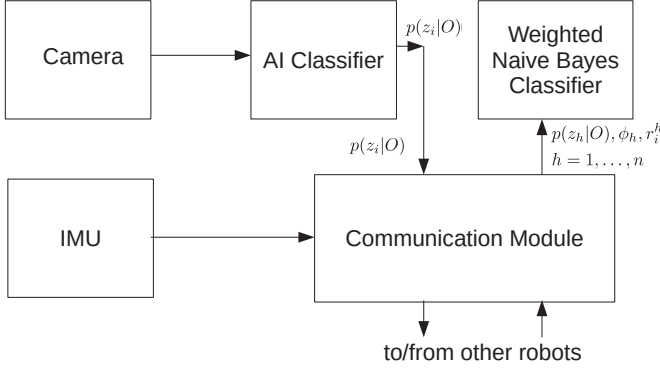 Camera
AI Classifier
p(z_i|O)
Weighted
Naive Bayes
Classifier
p(z_i|O)
p(z_h|O), ϕ_h, r_i^h
h = 1, . . . , n
IMU
Communication Module
to/from other robots